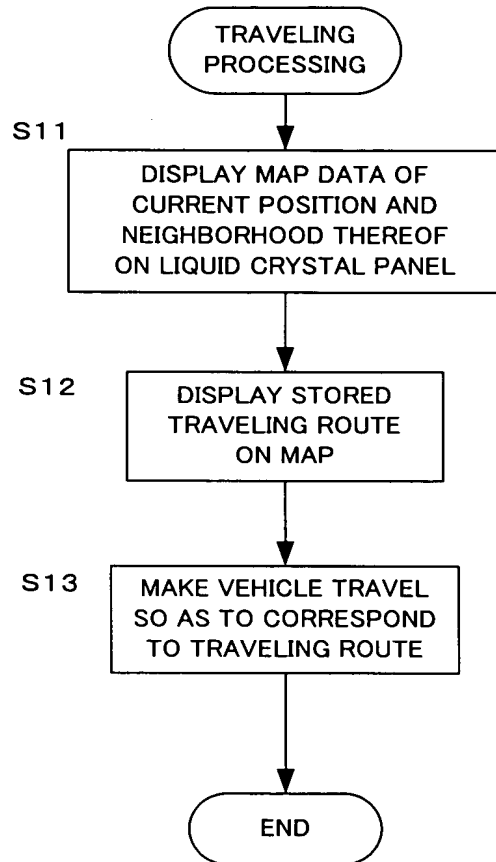 TRAVELING
PROCESSING
S11
DISPLAY MAP DATA OF
CURRENT POSITION AND
NEIGHBORHOOD THEREOF
ON LIQUID CRYSTAL PANEL
S12
DISPLAY STORED
TRAVELING ROUTE
ON MAP
S13
MAKE VEHICLE TRAVEL
SO AS TO CORRESPOND
TO TRAVELING ROUTE
END